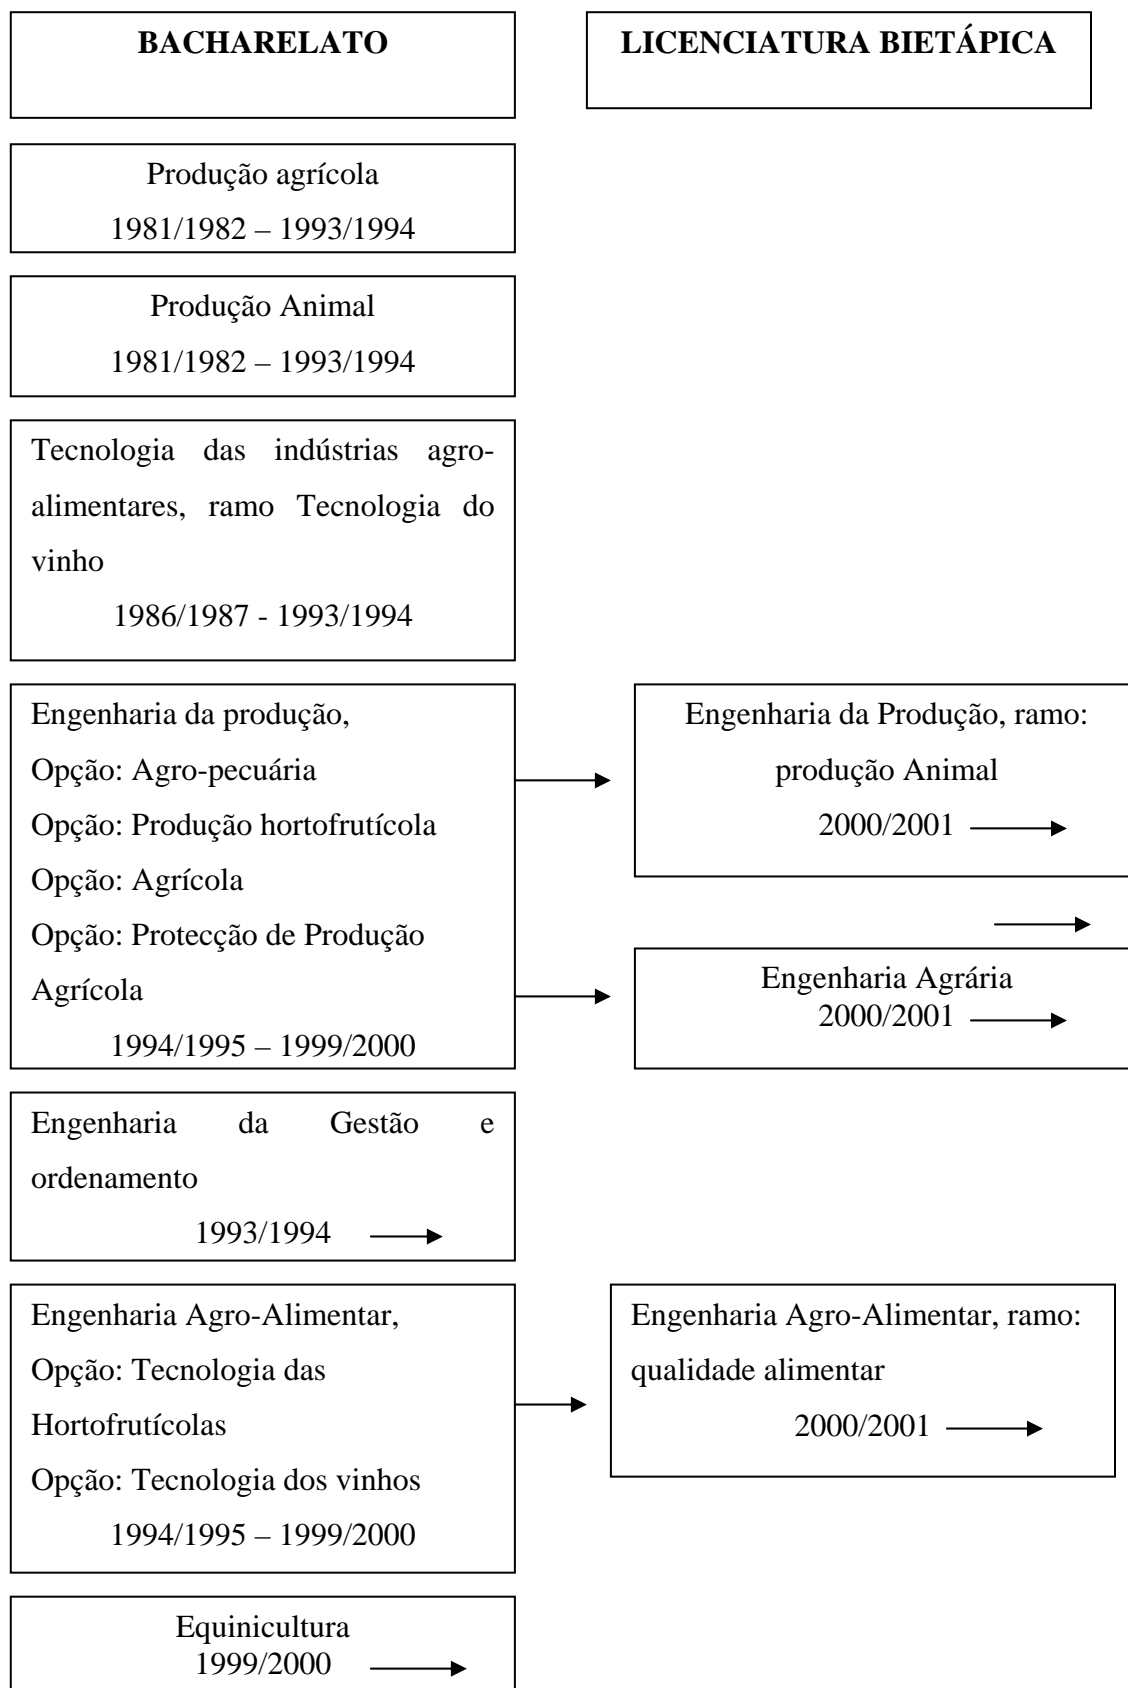 BACHARELATO
LICENCIATURA BIETÁPICA
Produção agrícola
1981/1982 – 1993/1994
Produção Animal
1981/1982 – 1993/1994
Tecnologia das indústrias agro-
alimentares, ramo Tecnologia do
vinho
1986/1987 - 1993/1994
Engenharia da produção,
Opção: Agro-pecuária
Opção: Produção hortofrutícola
Opção: Agrícola
Opção: Protecção de Produção
Agrícola
1994/1995 – 1999/2000
Engenharia da Produção, ramo:
produção Animal
2000/2001
Engenharia Agrária
2000/2001
Engenharia da Gestão e
ordenamento
1993/1994
Engenharia Agro-Alimentar,
Opção: Tecnologia das
Hortofrutícolas
Opção: Tecnologia dos vinhos
1994/1995 – 1999/2000
Engenharia Agro-Alimentar, ramo:
qualidade alimentar
2000/2001
Equinicultura
1999/2000